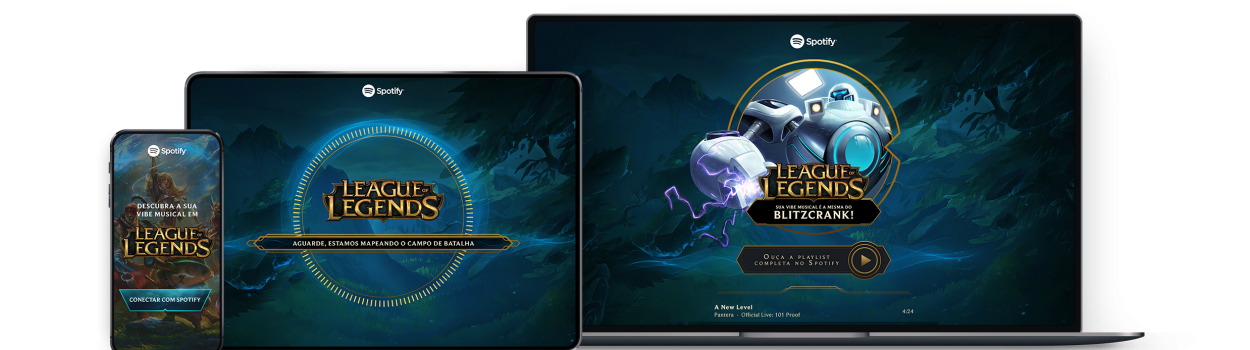 Spotify
DESCUBRA A SUA
VIBE MUSICAL EM
LEAGUE OF
LEGENDS
CONECTAR COM SPOTIFY
Spotify
LEAGUE OF
LEGENDS
AGUARDE, ESTAMOS MAPEANDO O CAMPO DE BATALHA
Spotify
LEAGUE OF
LEGENDS
SUA VIBE MUSICAL É A MESMA DO
BLITZCRANK!
OUÇA A PLAYLIST
COMPLETA NO SPOTIFY
A New Level
Pantera - Official Live: 101 Proof
4:24